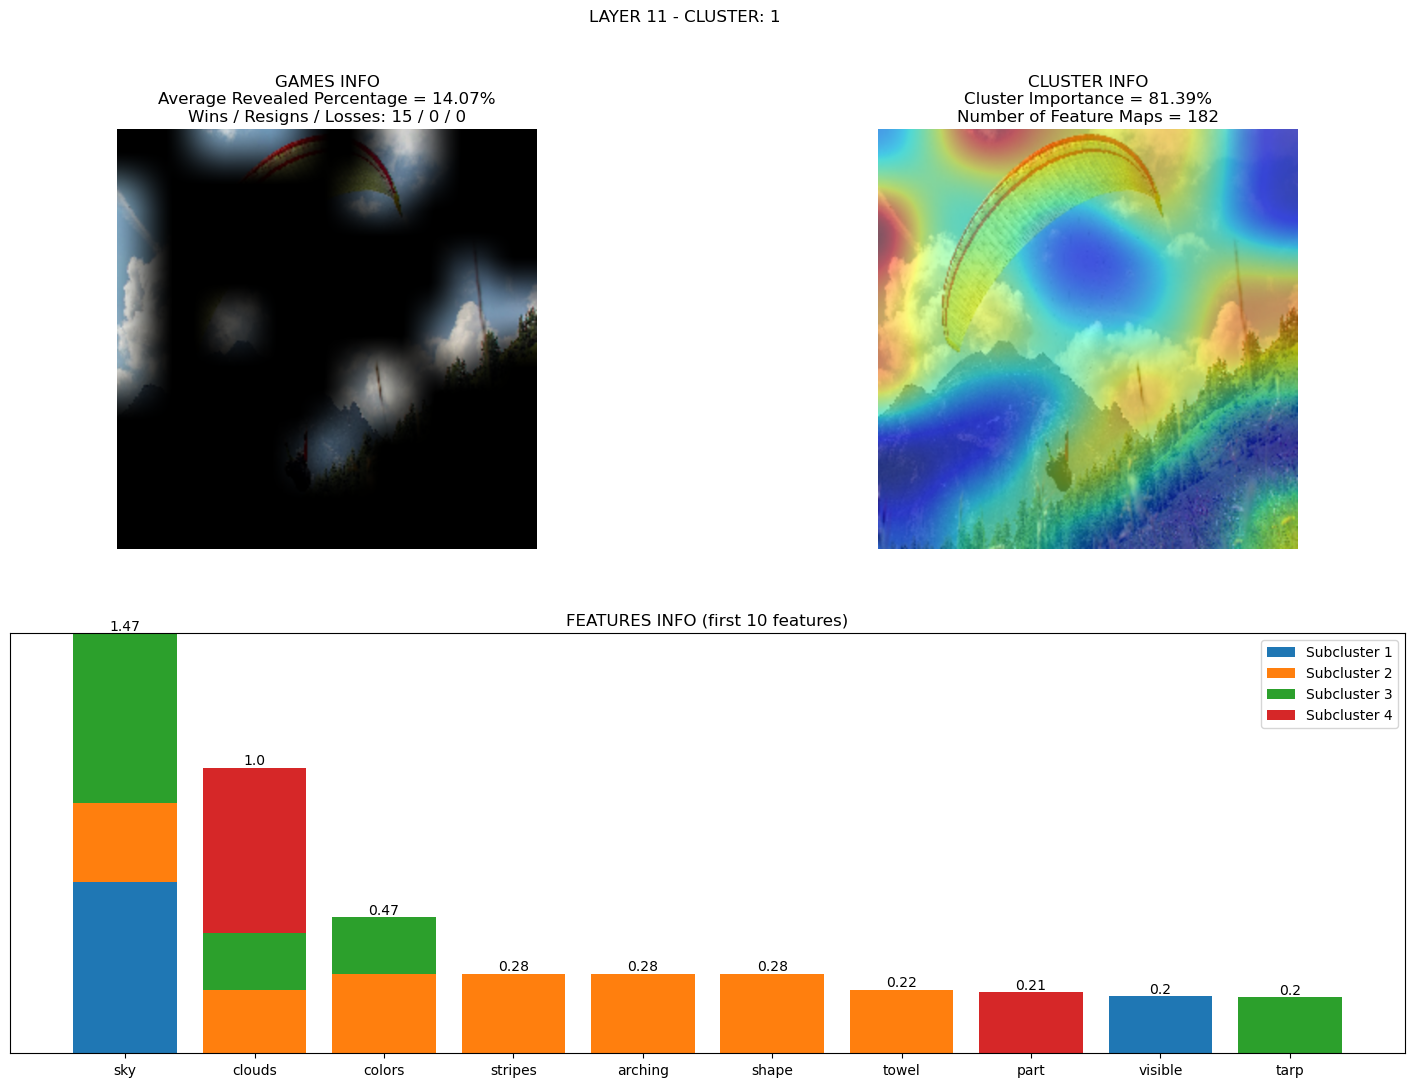 LAYER 11 - CLUSTER: 1
GAMES INFO
Average Revealed Percentage = 14.07%
Wins / Resigns / Losses: 15 / 0 / 0
CLUSTER INFO
Cluster Importance = 81.39%
Number of Feature Maps = 182
FEATURES INFO (first 10 features)
1.47
1.0
0.47
0.28
0.28
0.28
0.22
0.21
0.2
0.2
Subcluster 1
Subcluster 2
Subcluster 3
Subcluster 4
sky
clouds
colors
stripes
arching
shape
towel
part
visible
tarp